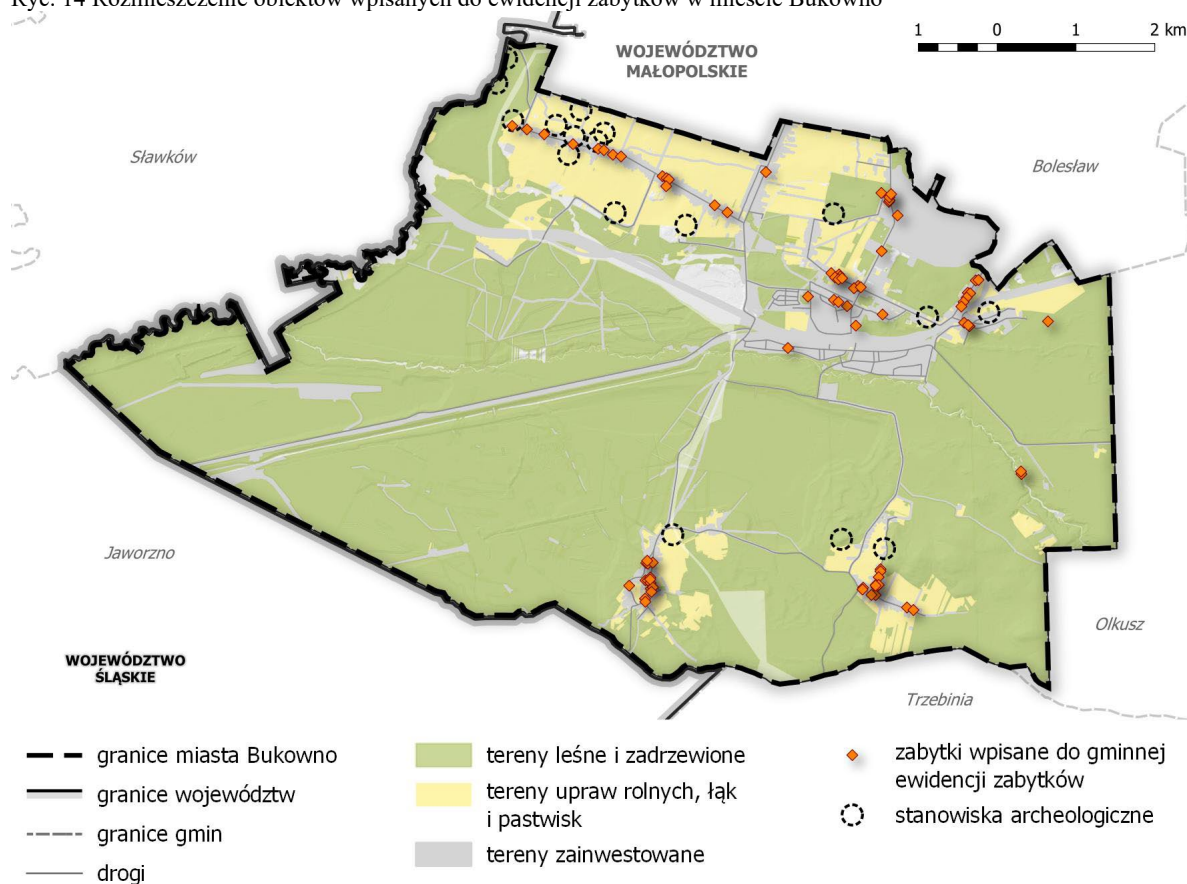 Ryc. 14 Rozmieszczenie obiektów wpisanych do ewidencji zabytków w mieście Bukowno
1 0 1 2 km
WOJEWÓDZTWO
MAŁOPOLSKIE
Sławków
Bolesław
Jaworzno
Olkusz
WOJEWÓDZTWO
ŚLĄSKIE
Trzebinia
granice miasta Bukowno
granice województw
granice gmin
drogi
tereny leśne i zadrzewione
tereny upraw rolnych, łąk
i pastwisk
tereny zainwestowane
zabytki wpisane do gminnej
ewidencji zabytków
stanowiska archeologiczne